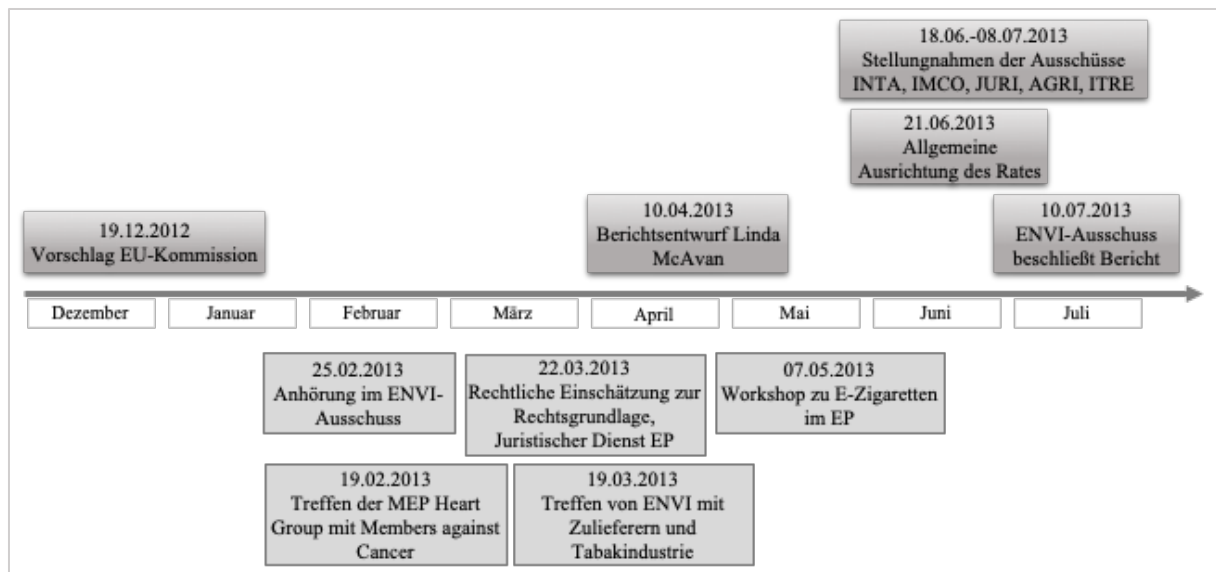 18.06.-08.07.2013
Stellungnahmen der Ausschüsse
INTA, IMCO, JURI, AGRI, ITRE
21.06.2013
Allgemeine
Ausrichtung des Rates
19.12.2012
Vorschlag EU-Kommission
10.04.2013
Berichtsentwurf Linda
McAvan
10.07.2013
ENVI-Ausschuss
beschließt Bericht
Dezember
Januar
Februar
März
April
Mai
Juni
Juli
25.02.2013
Anhörung im ENVI-
Ausschuss
22.03.2013
Rechtliche Einschätzung zur
Rechtsgrundlage,
Juristischer Dienst EP
07.05.2013
Workshop zu E-Zigaretten
im EP
19.02.2013
Treffen der MEP Heart
Group mit Members against
Cancer
19.03.2013
Treffen von ENVI mit
Zulieferern und
Tabakindustrie